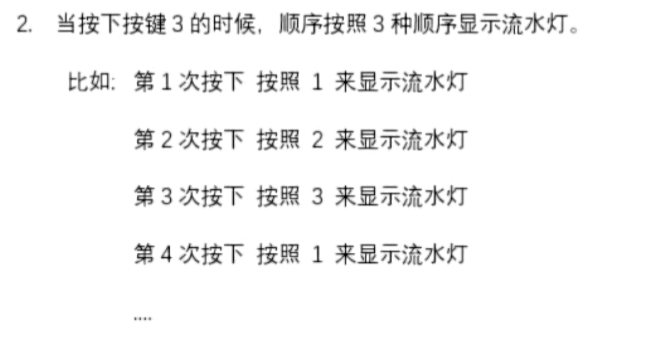 2. 当按下按键 3 的时候，顺序按照 3 种顺序显示流水灯。
比如: 第 1 次按下 按照 1 来显示流水灯
第 2 次按下 按照 2 来显示流水灯
第 3 次按下 按照 3 来显示流水灯
第 4 次按下 按照 1 来显示流水灯
....